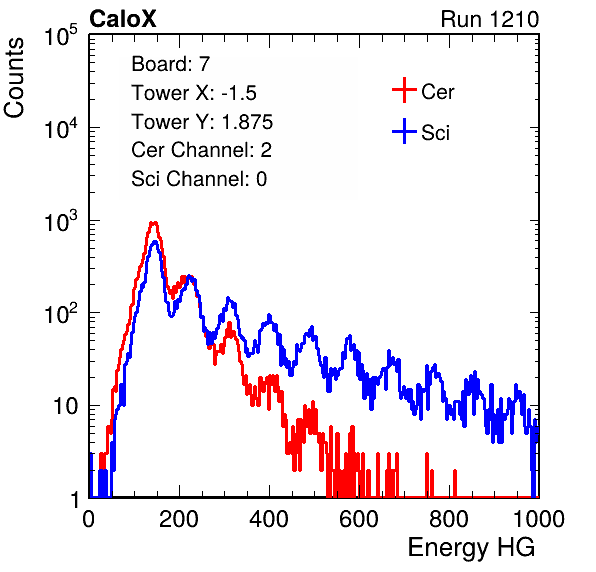 CaloX Run 1210
Counts
Board: 7
Tower X: -1.5
Tower Y: 1.875
Cer Channel: 2
Sci Channel: 0
Cer
Sci
10^5
10^4
10^3
10^2
10
1
0 200 400 600 800 1000
Energy HG